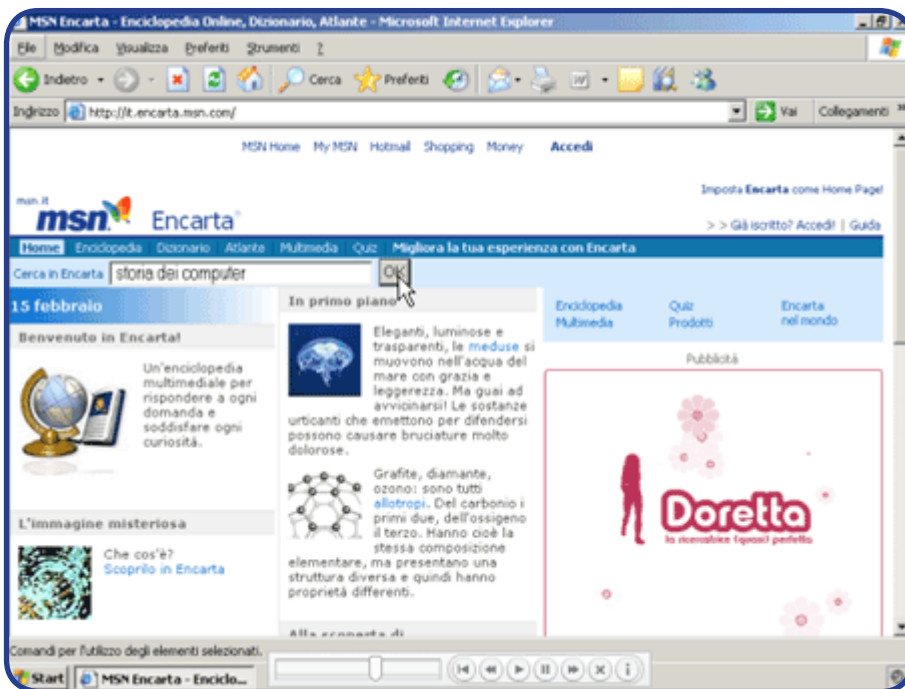 MSN Encarta - Enciclopedia Online, Dizionario, Atlante - Microsoft Internet Explorer
File Modifica Visualizza Preferiti Strumenti ?
Indietro Cerca Preferiti
Indirizzo http://it.encarta.msn.com/ Vai Collegamenti
MSN Home My MSN Hotmail Shopping Money Accedi
Imposta Encarta come Home Page!
msn.it
msn Encarta
> > Già iscritto? Accedi! | Guida
Home Enciclopedia Dizionario Atlante Multimedia Quiz Migliora la tua esperienza con Encarta
Cerca in Encarta storia dei computer OK
15 febbraio
Benvenuto in Encarta!
Un'enciclopedia
multimediale per
rispondere a ogni
domanda e
soddisfare ogni
curiosità.
L'immagine misteriosa
Che cos'è?
Scoprilo in Encarta
In primo piano
Eleganti, luminose e
trasparenti, le meduse si
muovono nell'acqua del
mare con grazia e
leggerezza. Ma guai ad
avvicinarsi! Le sostanze
urticanti che emettono per difendersi
possono causare bruciature molto
dolorose.
Grafite, diamante,
ozono: sono tutti
allotropi. Del carbonio i
primi due, dell'ossigeno
il terzo. Hanno cioè la
stessa composizione
elementare, ma presentano una
struttura diversa e quindi hanno
proprietà differenti.
Alla scoperta di
Enciclopedia Quiz Encarta
Multimedia Prodotti nel mondo
Pubblicità
Doretta
la ricercatrice (quasi) perfetta
Comandi per l'utilizzo degli elementi selezionati.
Start MSN Encarta - Enciclo...